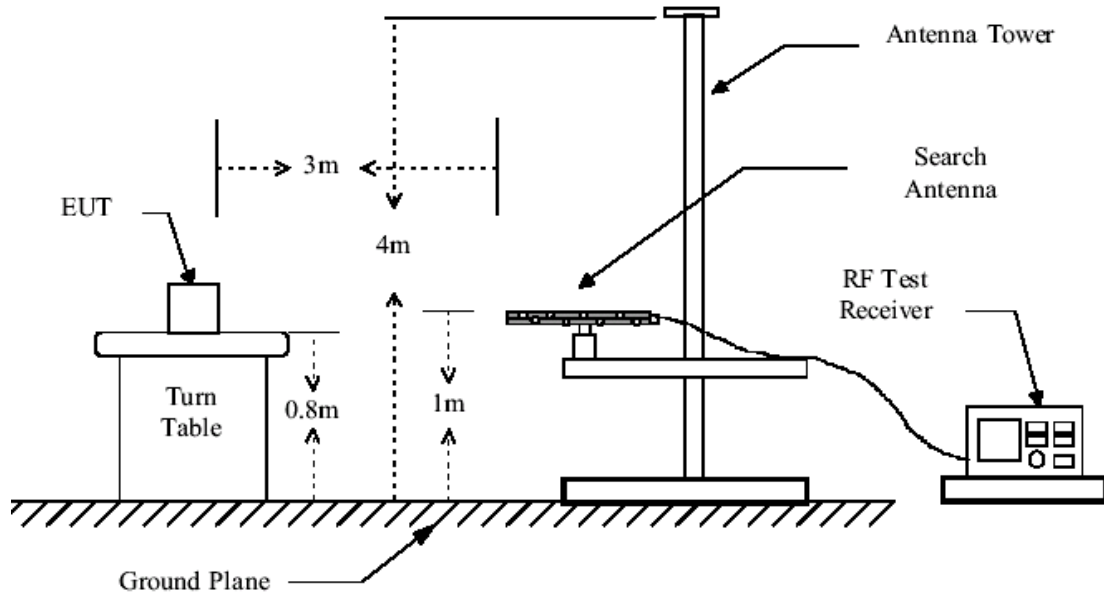 Antenna Tower
3m
Search
Antenna
EUT
4m
RF Test
Receiver
Turn
Table
0.8m
1m
Ground Plane